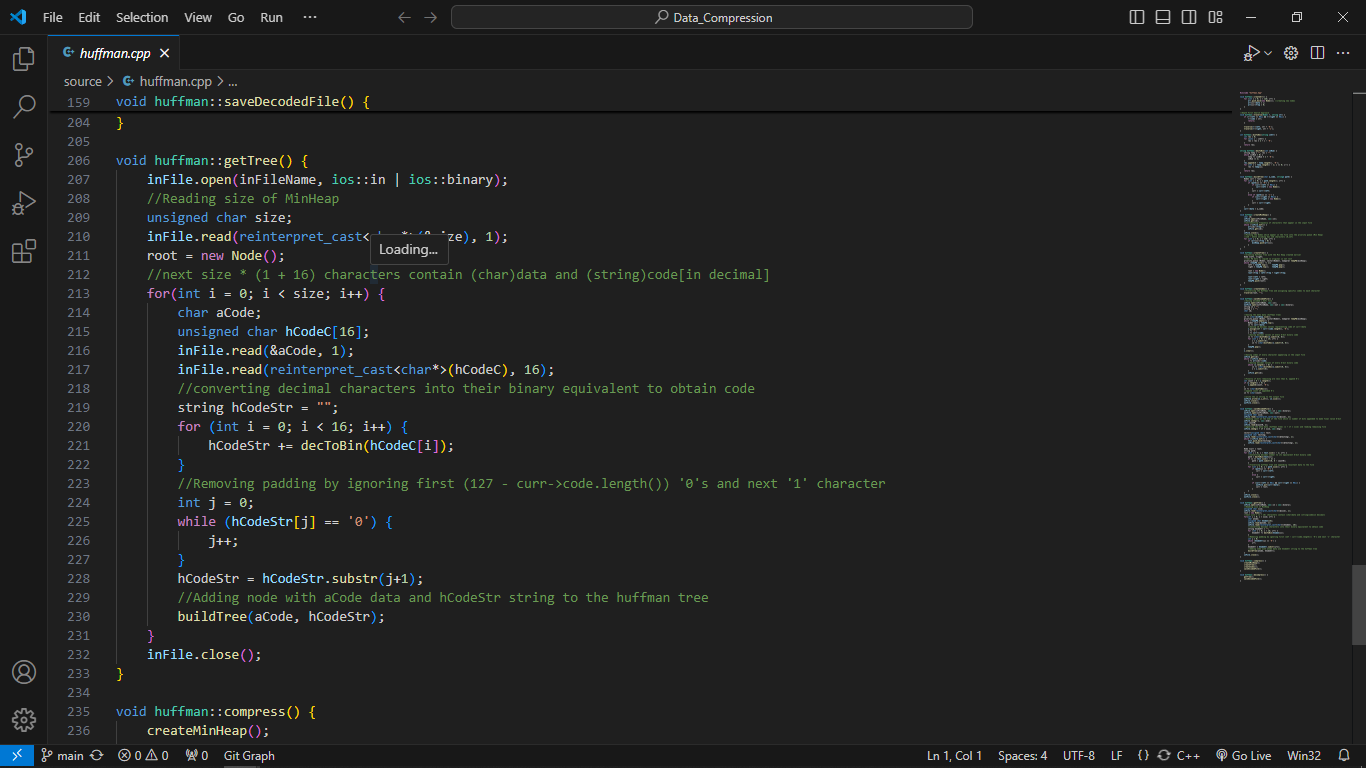 File Edit Selection View Go Run ··· Data_Compression
huffman.cpp
source > huffman.cpp > ...
159 void huffman::saveDecodedFile() {
204 }
205
206 void huffman::getTree() {
207 inFile.open(inFileName, ios::in | ios::binary);
208 //Reading size of MinHeap
209 unsigned char size;
210 inFile.read(reinterpret_cast< ize), 1);
Loading...
211 root = new Node();
212 //next size * (1 + 16) characters contain (char)data and (string)code[in decimal]
213 for(int i = 0; i < size; i++) {
214 char aCode;
215 unsigned char hCodeC[16];
216 inFile.read(&aCode, 1);
217 inFile.read(reinterpret_cast<char*>(hCodeC), 16);
218 //converting decimal characters into their binary equivalent to obtain code
219 string hCodeStr = "";
220 for (int i = 0; i < 16; i++) {
221 hCodeStr += decToBin(hCodeC[i]);
222 }
223 //Removing padding by ignoring first (127 - curr->code.length()) '0's and next '1' character
224 int j = 0;
225 while (hCodeStr[j] == '0') {
226 j++;
227 }
228 hCodeStr = hCodeStr.substr(j+1);
229 //Adding node with aCode data and hCodeStr string to the huffman tree
230 buildTree(aCode, hCodeStr);
231 }
232 inFile.close();
233 }
234
235 void huffman::compress() {
236 createMinHeap();
main 0 0 0 Git Graph Ln 1, Col 1 Spaces: 4 UTF-8 LF {} C++ Go Live Win32